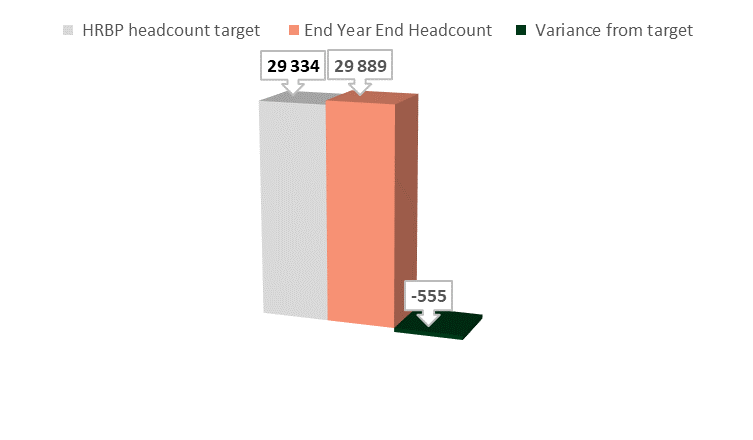 HRBP headcount target End Year End Headcount Variance from target
29 334 29 889
-555